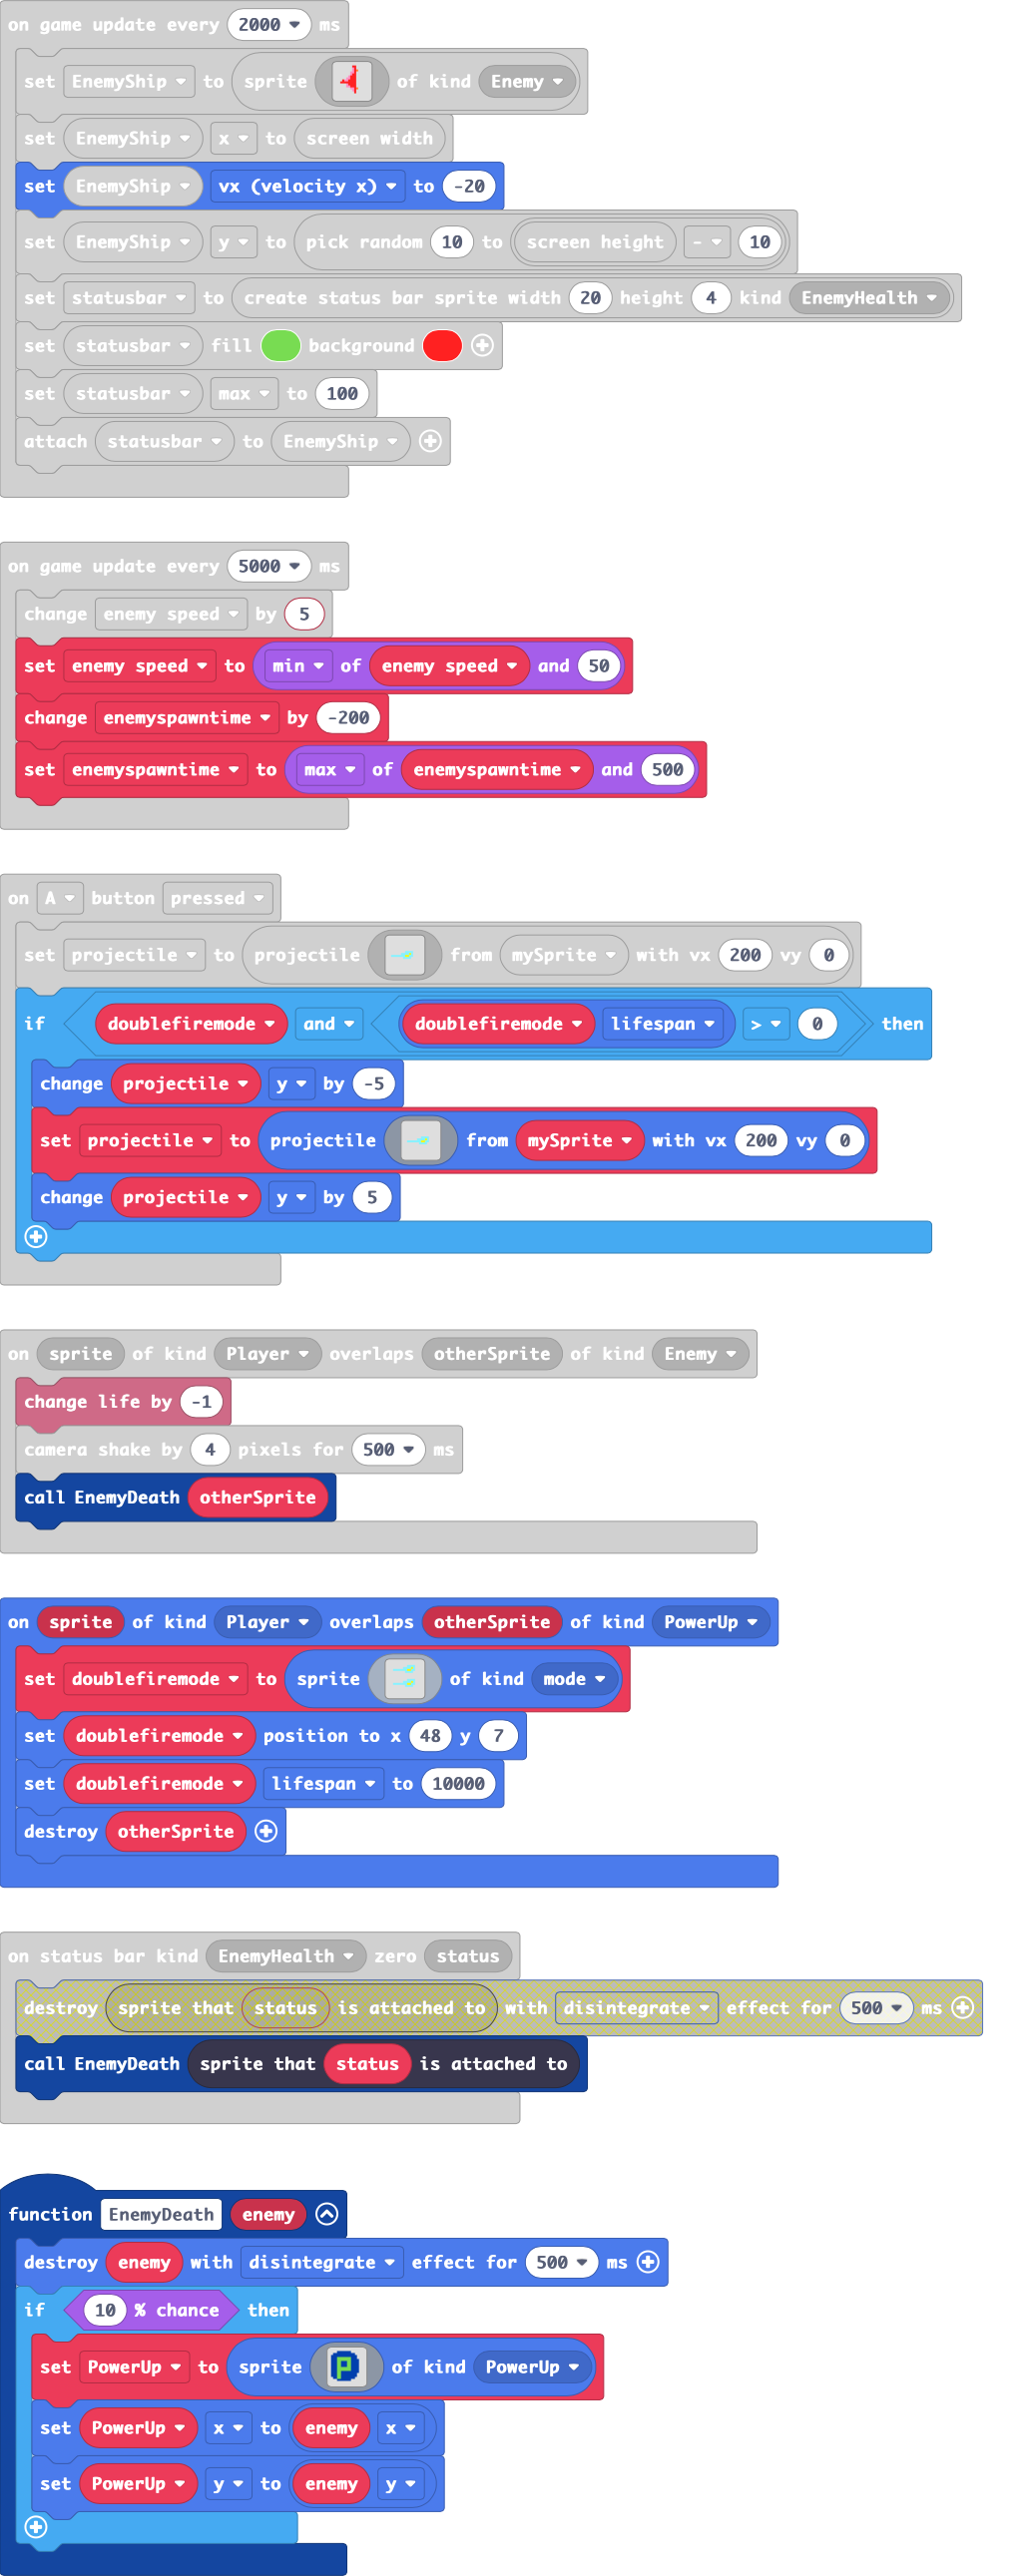 on game update every 2000 ms
set EnemyShip to sprite of kind Enemy
set EnemyShip x to screen width
set EnemyShip vx (velocity x) to -20
set EnemyShip y to pick random 10 to screen height - 10
set statusbar to create status bar sprite width 20 height 4 kind EnemyHealth
set statusbar fill background
set statusbar max to 100
attach statusbar to EnemyShip
on game update every 5000 ms
change enemy speed by 5
set enemy speed to min of enemy speed and 50
change enemyspawntime by -200
set enemyspawntime to max of enemyspawntime and 500
on A button pressed
set projectile to projectile from mySprite with vx 200 vy 0
if doublefiremode and doublefiremode lifespan > 0 then
change projectile y by -5
set projectile to projectile from mySprite with vx 200 vy 0
change projectile y by 5
on sprite of kind Player overlaps otherSprite of kind Enemy
change life by -1
camera shake by 4 pixels for 500 ms
call EnemyDeath otherSprite
on sprite of kind Player overlaps otherSprite of kind PowerUp
set doublefiremode to sprite of kind mode
set doublefiremode position to x 48 y 7
set doublefiremode lifespan to 10000
destroy otherSprite
on status bar kind EnemyHealth zero status
destroy sprite that status is attached to with disintegrate effect for 500 ms
call EnemyDeath sprite that status is attached to
function EnemyDeath enemy
destroy enemy with disintegrate effect for 500 ms
if 10 % chance then
set PowerUp to sprite P of kind PowerUp
set PowerUp x to enemy x
set PowerUp y to enemy y